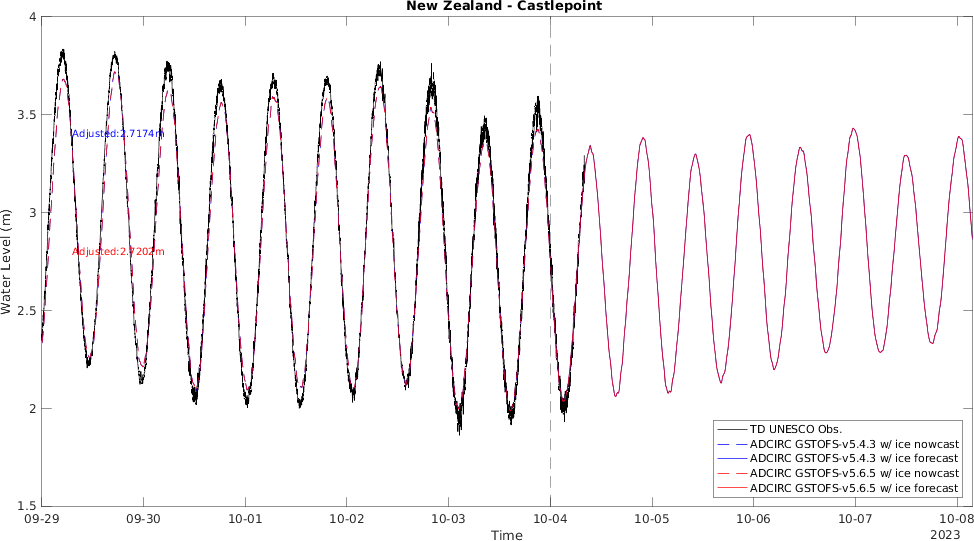 New Zealand - Castlepoint
4
3.5
3
2.5
2
1.5
Water Level (m)
Adjusted:2.7174m
Adjusted:2.7202m
TD UNESCO Obs.
ADCIRC GSTOFS-v5.4.3 w/ ice nowcast
ADCIRC GSTOFS-v5.4.3 w/ ice forecast
ADCIRC GSTOFS-v5.6.5 w/ ice nowcast
ADCIRC GSTOFS-v5.6.5 w/ ice forecast
09-29 09-30 10-01 10-02 10-03 10-04 10-05 10-06 10-07 10-08
Time
2023